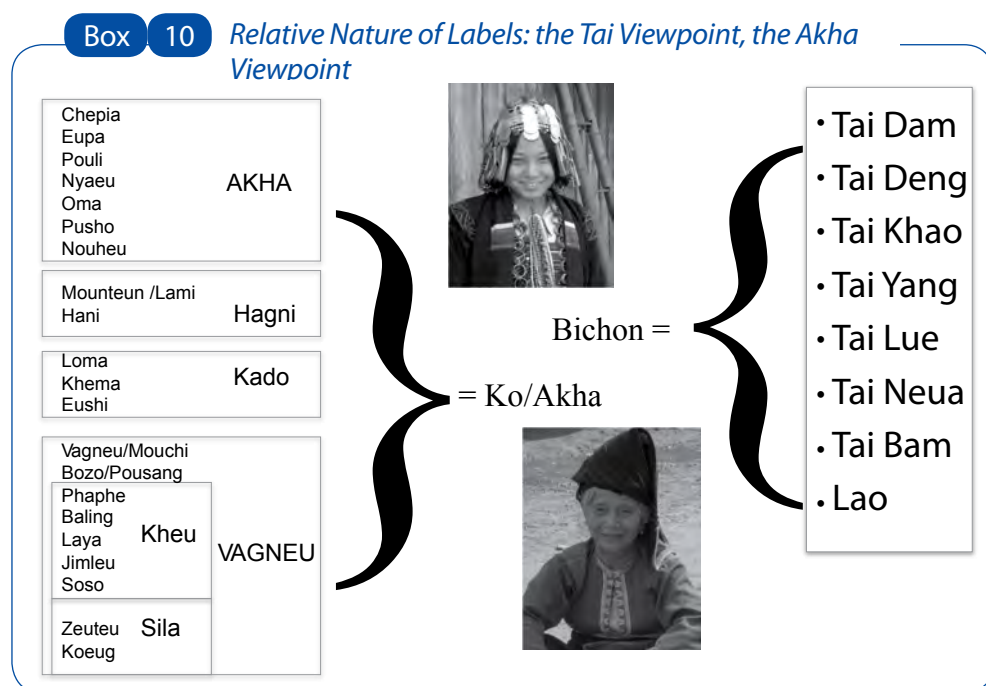 Box 10 Relative Nature of Labels: the Tai Viewpoint, the Akha
Viewpoint
Chepia
Eupa
Pouli
Nyaeu
Oma
Pusho
Nouheu
AKHA
Mounteun /Lami
Hani
Hagni
Loma
Khema
Eushi
Kado
Vagneu/Mouchi
Bozo/Pousang
Phaphe
Baling
Laya
Jimleu
Soso
Kheu
VAGNEU
Zeuteu
Koeug
Sila
= Ko/Akha
Bichon =
• Tai Dam
• Tai Deng
• Tai Khao
• Tai Yang
• Tai Lue
• Tai Neua
• Tai Bam
• Lao